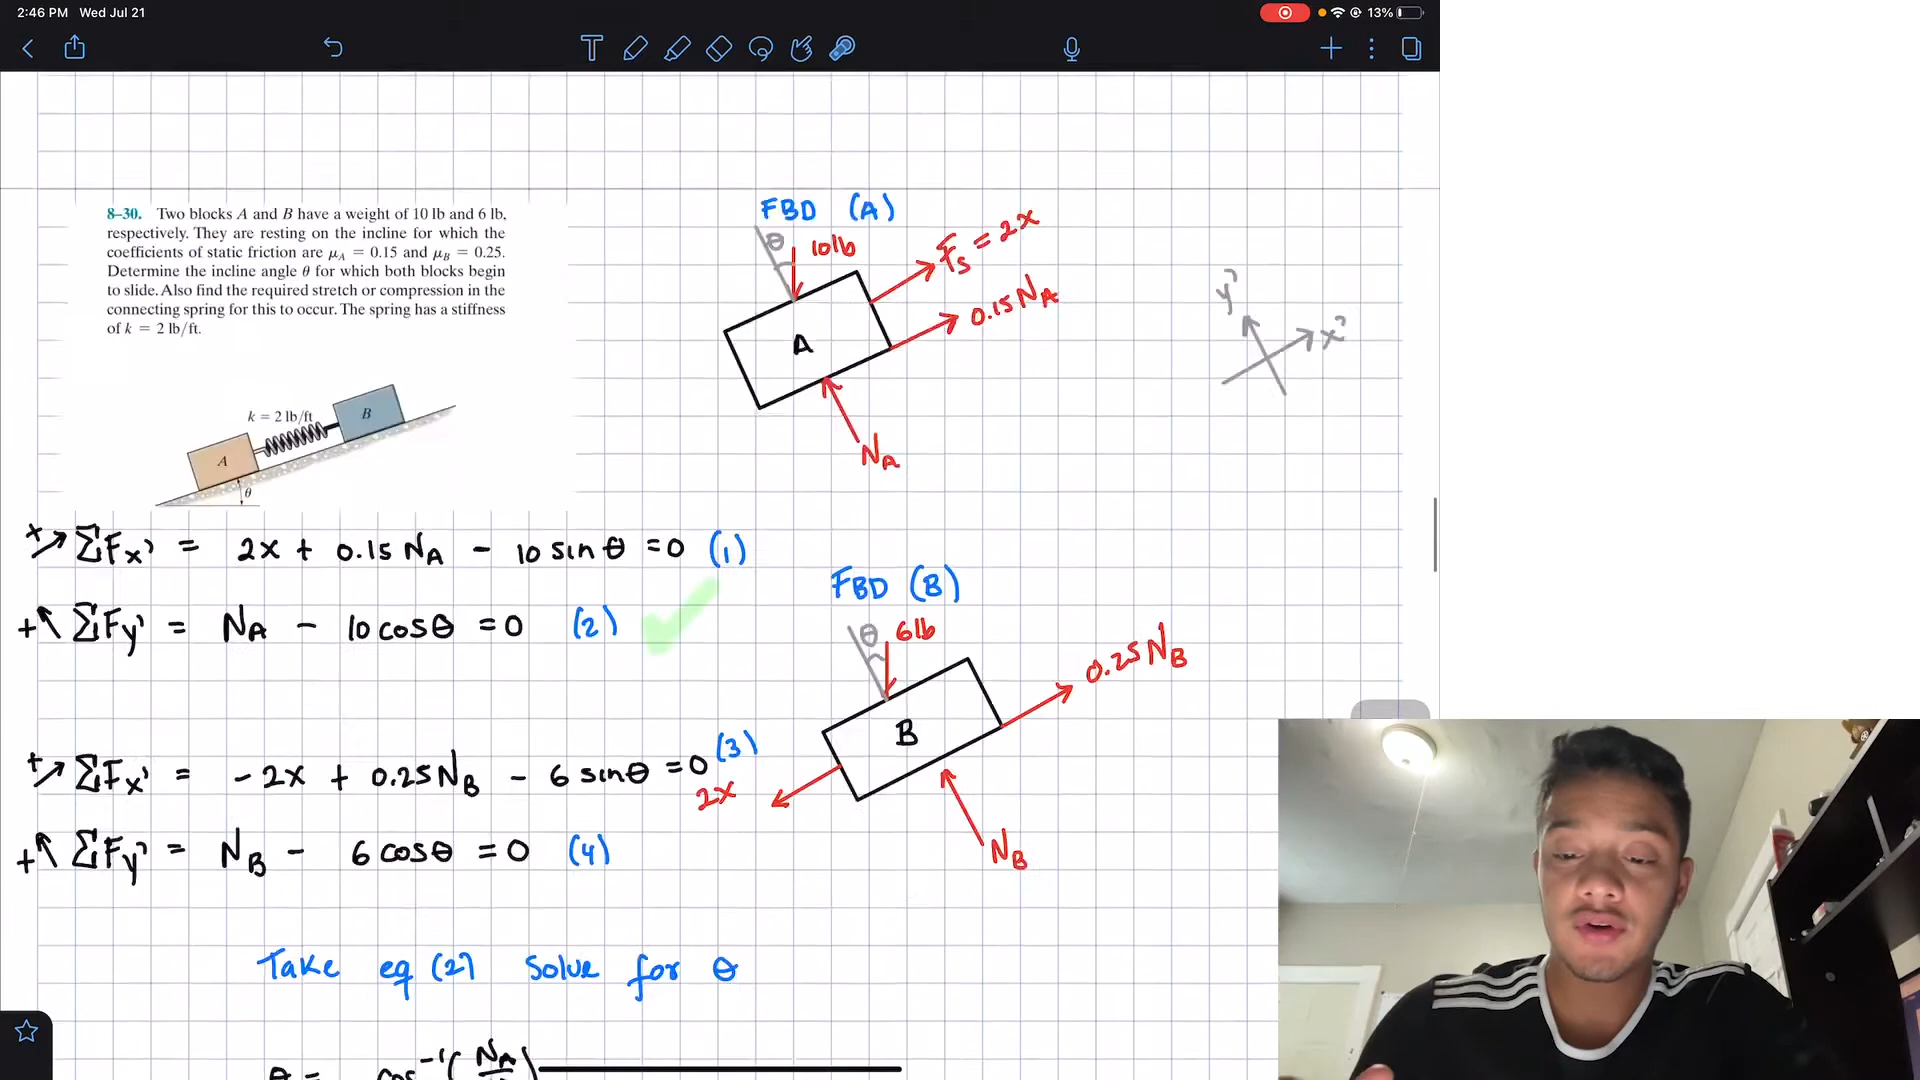 2:46 PM Wed Jul 21
13%
8–30. Two blocks A and B have a weight of 10 lb and 6 lb,
respectively. They are resting on the incline for which the
coefficients of static friction are μA = 0.15 and μB = 0.25.
Determine the incline angle θ for which both blocks begin
to slide. Also find the required stretch or compression in the
connecting spring for this to occur. The spring has a stiffness
of k = 2 lb/ft.
k = 2 lb/ft
B
A
θ
FBD (A)
θ
10lb
Fs = 2x
0.15 NA
A
NA
y'
x'
+↗ ΣFx' = 2x + 0.15 NA - 10 sinθ = 0 (1)
+↖ ΣFy' = NA - 10 cosθ = 0 (2)
FBD (B)
θ
6lb
0.25 NB
B
2x
NB
+↗ ΣFx' = - 2x + 0.25 NB - 6 sinθ = 0 (3)
+↖ ΣFy' = NB - 6 cosθ = 0 (4)
Take eq (2) Solve for θ
θ = cos⁻¹ ( NA